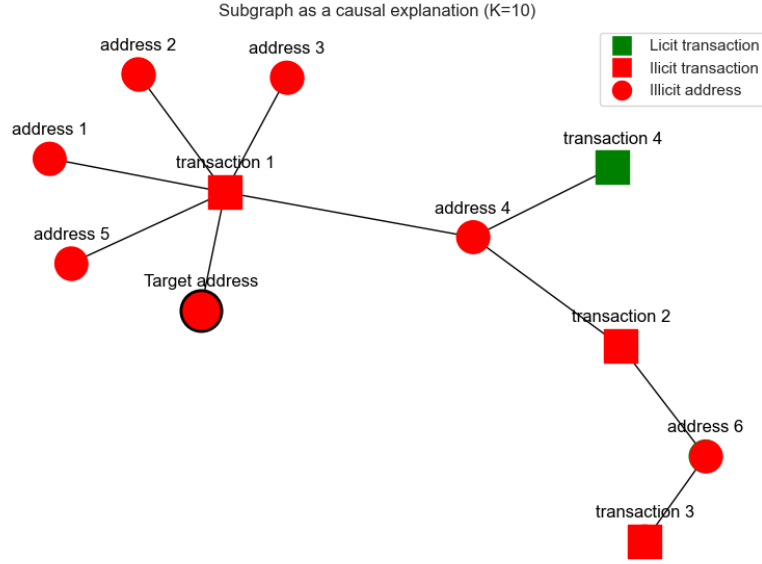 Subgraph as a causal explanation (K=10)
Licit transaction
Ilicit transaction
Illicit address
address 2
address 3
address 1
transaction 1
transaction 4
address 5
address 4
Target address
transaction 2
address 6
transaction 3